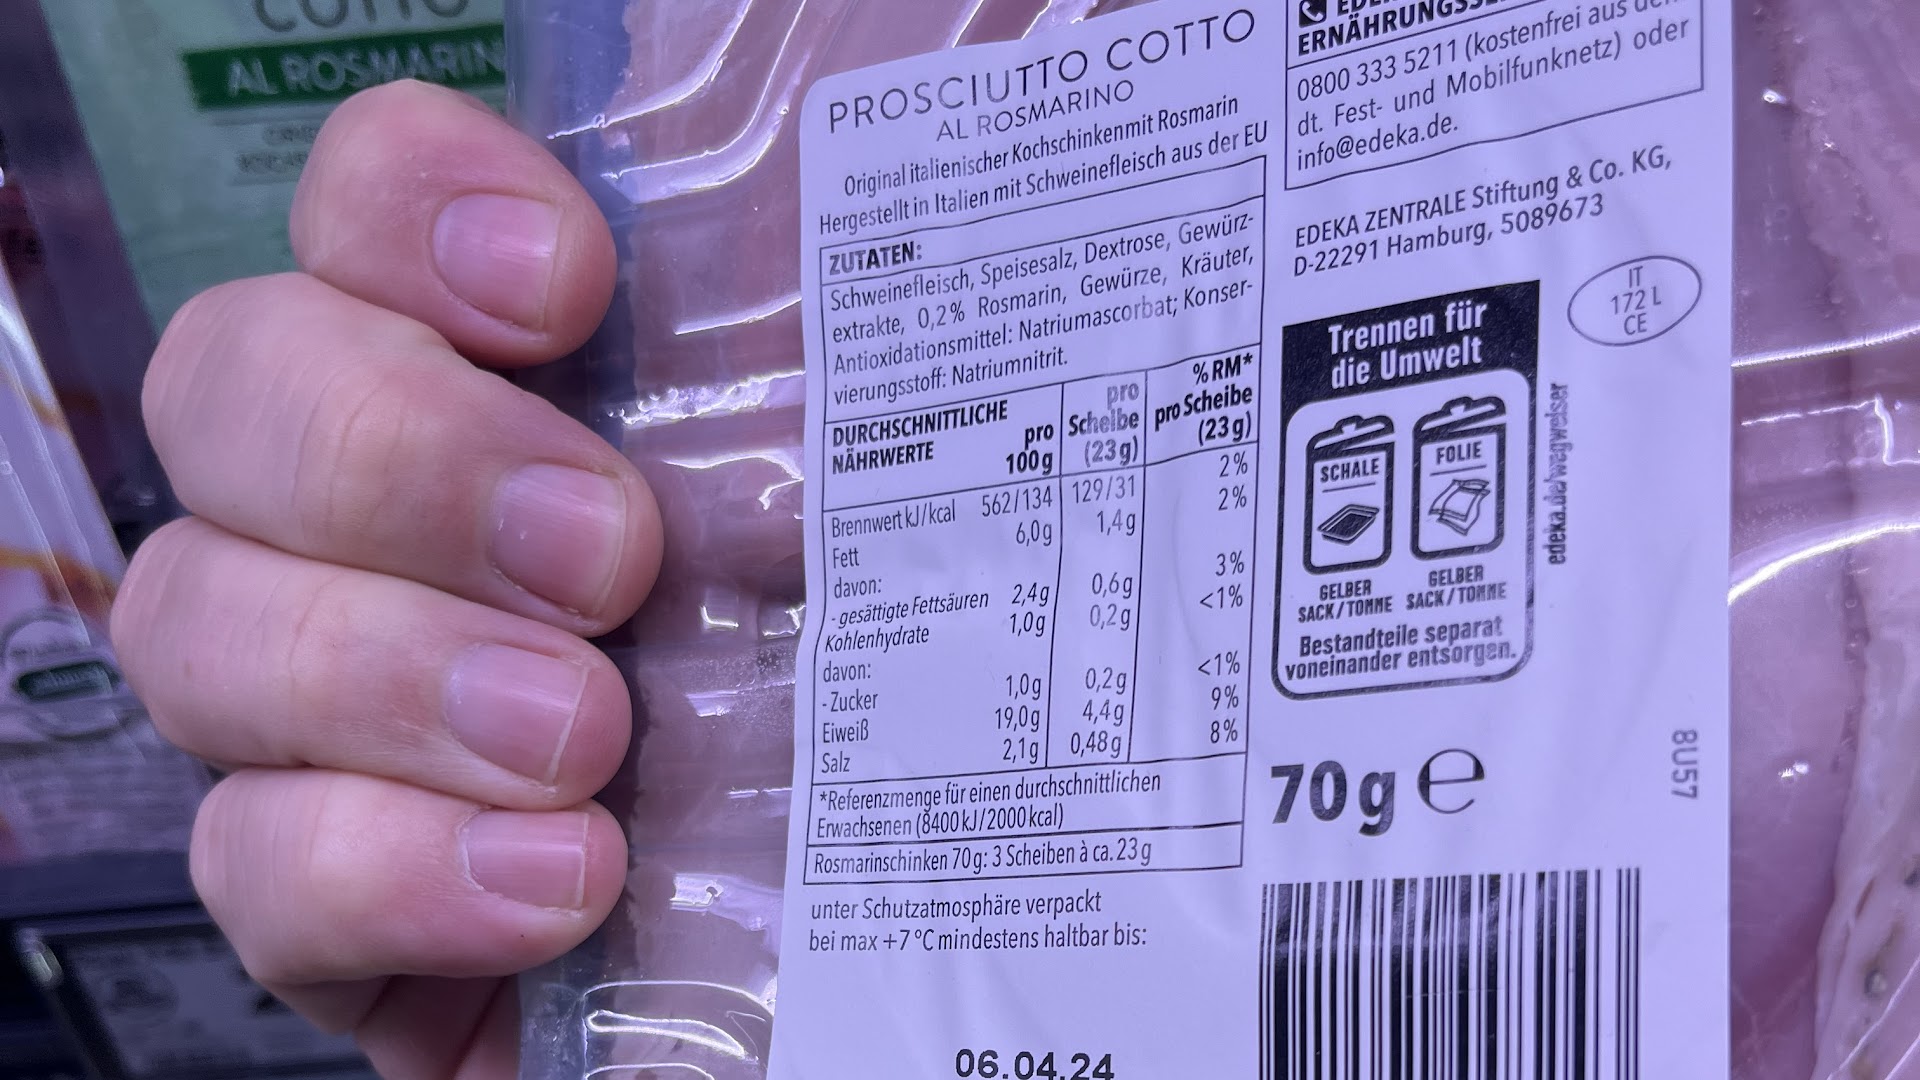 AL ROSMARIN
PROSCIUTTO COTTO
AL ROSMARINO
Original italienischer Kochschinkenmit Rosmarin
Hergestellt in Italien mit Schweinefleisch aus der EU
ZUTATEN:
Schweinefleisch, Speisesalz, Dextrose, Gewürz-
extrakte, 0,2% Rosmarin, Gewürze, Kräuter,
Antioxidationsmittel: Natriumascorbat; Konser-
vierungsstoff: Natriumnitrit.
DURCHSCHNITTLICHE NÄHRWERTE pro 100g pro Scheibe (23g) % RM* pro Scheibe (23g)
Brennwert kJ/kcal 562/134 129/31 2%
Fett 6,0g 1,4g 2%
davon:
- gesättigte Fettsäuren 2,4g 0,6g 3%
Kohlenhydrate 1,0g 0,2g <1%
davon:
- Zucker 1,0g 0,2g <1%
Eiweiß 19,0g 4,4g 9%
Salz 2,1g 0,48g 8%
*Referenzmenge für einen durchschnittlichen
Erwachsenen (8400 kJ/2000 kcal)
Rosmarinschinken 70g: 3 Scheiben à ca. 23g
unter Schutzatmosphäre verpackt
bei max +7 °C mindestens haltbar bis:
06.04.24
0800 333 5211 (kostenfrei aus
dt. Fest- und Mobilfunknetz) oder
info@edeka.de.
EDEKA ZENTRALE Stiftung & Co. KG,
D-22291 Hamburg, 5089673
IT
172 L
CE
Trennen für
die Umwelt
SCHALE FOLIE
GELBER GELBER
SACK/TONNE SACK/TONNE
Bestandteile separat
voneinander entsorgen.
edeka.de/wegweiser
70g e
8U57